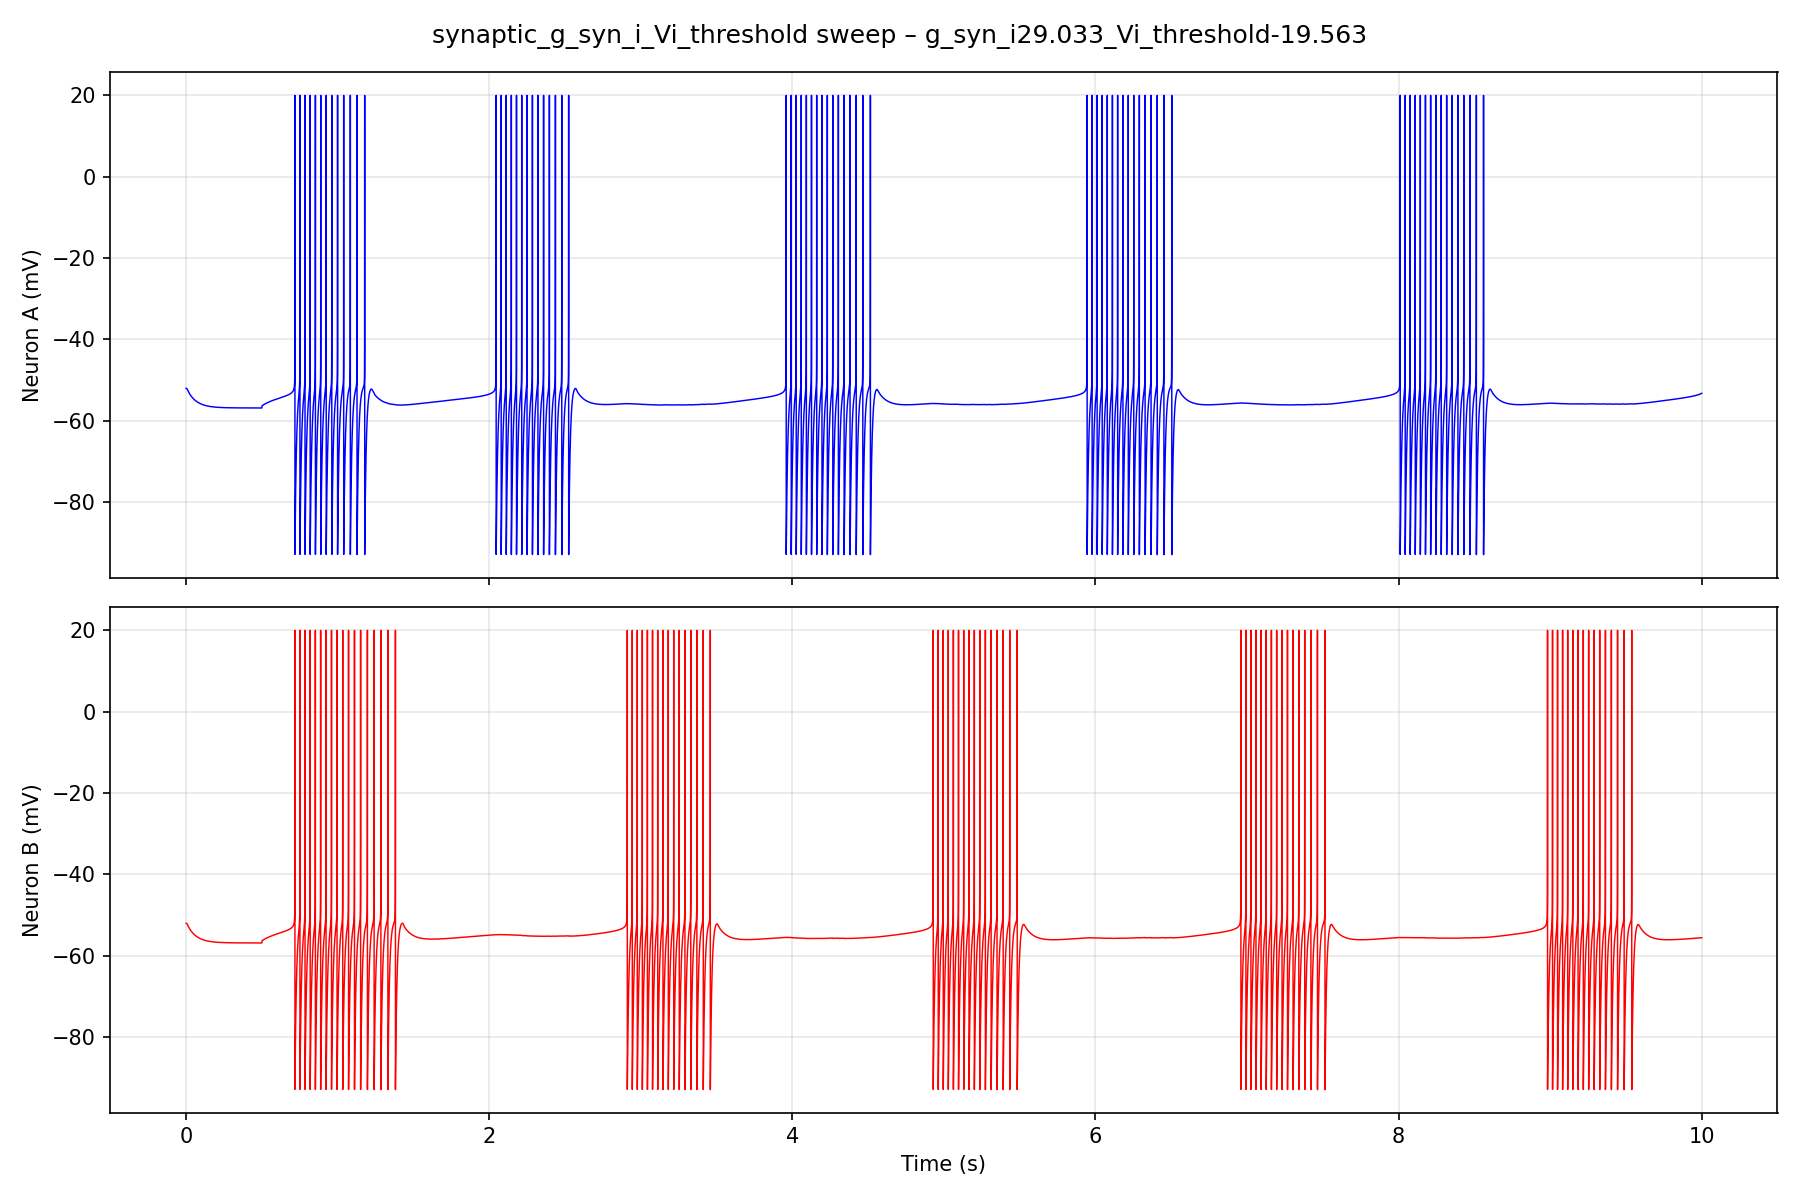 synaptic_g_syn_i_Vi_threshold sweep – g_syn_i29.033_Vi_threshold-19.563
20
0
−20
−40
−60
−80
Neuron A (mV)
20
0
−20
−40
−60
−80
Neuron B (mV)
0 2 4 6 8 10
Time (s)